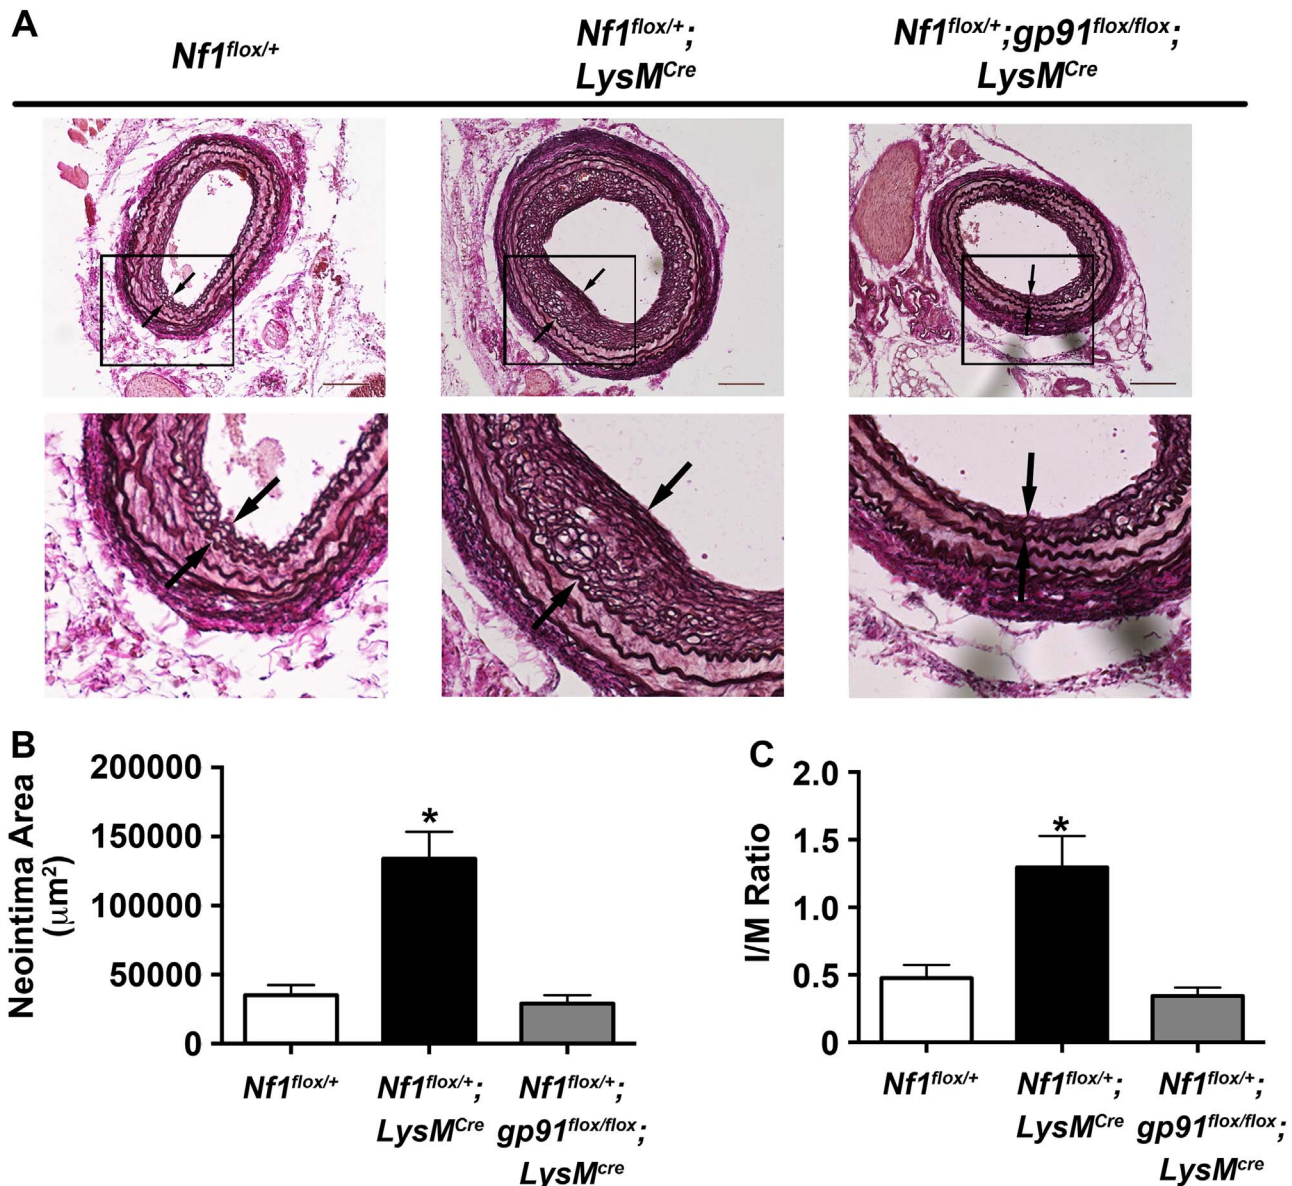 A
Nf1flox/+
Nf1flox/+;
LysMCre
Nf1flox/+;gp91flox/flox;
LysMCre
B
Neointima Area
(μm2)
200000
150000
100000
50000
0
*
Nf1flox/+
Nf1flox/+;
LysMCre
Nf1flox/+;
gp91flox/flox;
LysMcre
C
I/M Ratio
2.0
1.5
1.0
0.5
0
*
Nf1flox/+
Nf1flox/+;
LysMCre
Nf1flox/+;
gp91flox/flox;
LysMcre